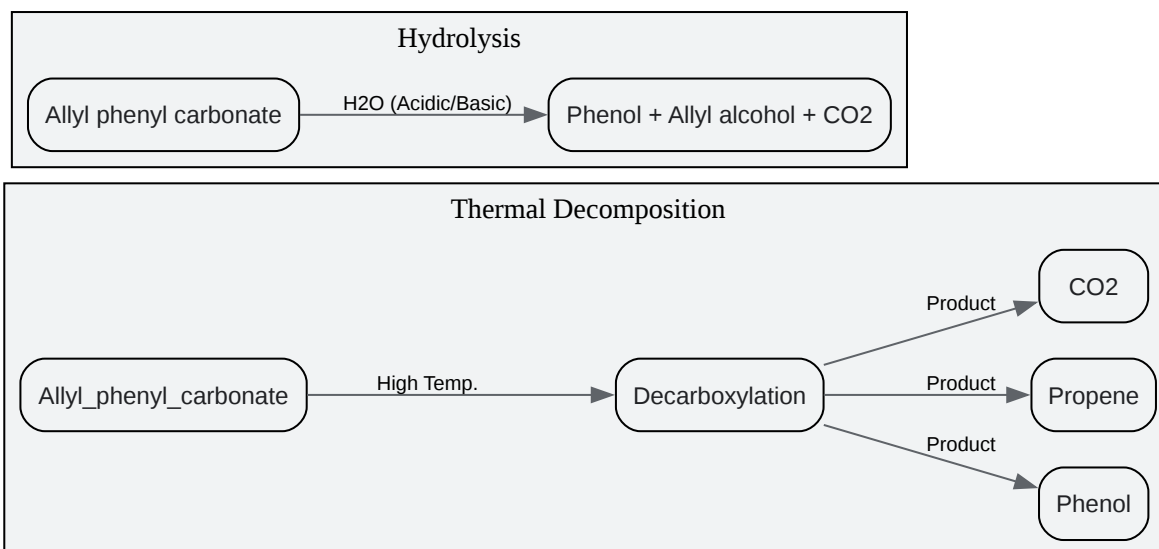 Hydrolysis
Allyl phenyl carbonate
H2O (Acidic/Basic)
Phenol + Allyl alcohol + CO2
Thermal Decomposition
CO2
Product
Allyl_phenyl_carbonate
High Temp.
Decarboxylation
Product
Propene
Product
Phenol